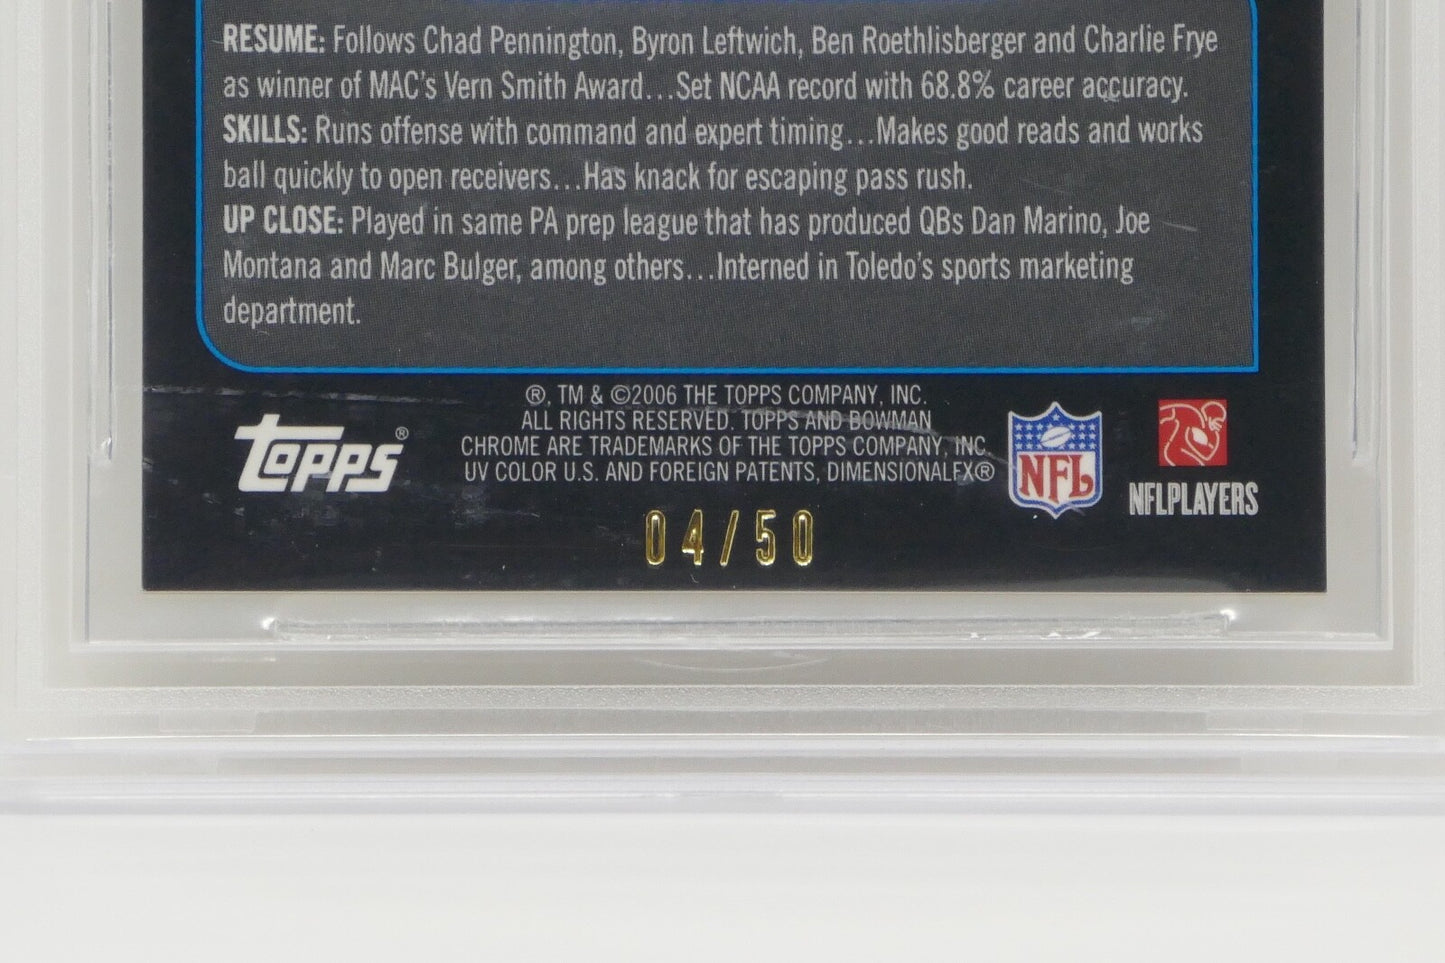 RESUME: Follows Chad Pennington, Byron Leftwich, Ben Roethlisberger and Charlie Frye
as winner of MAC's Vern Smith Award...Set NCAA record with 68.8% career accuracy.
SKILLS: Runs offense with command and expert timing...Makes good reads and works
ball quickly to open receivers...Has knack for escaping pass rush.
UP CLOSE: Played in same PA prep league that has produced QBs Dan Marino, Joe
Montana and Marc Bulger, among others...Interned in Toledo's sports marketing
department.
®, TM & ©2006 THE TOPPS COMPANY, INC.
ALL RIGHTS RESERVED. TOPPS AND BOWMAN
CHROME ARE TRADEMARKS OF THE TOPPS COMPANY, INC.
UV COLOR U.S. AND FOREIGN PATENTS, DIMENSIONALFX®
Topps®
NFL
NFLPLAYERS
04/50